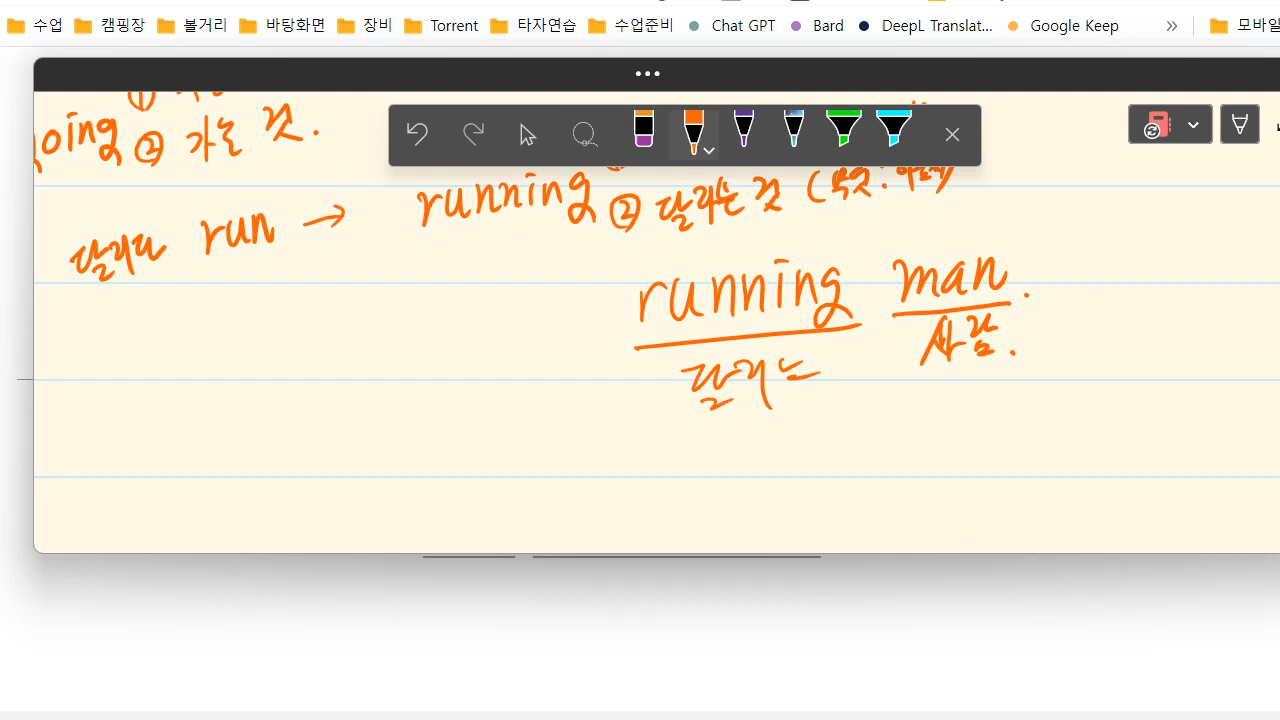 수업 캠핑장 볼거리 바탕화면 장비 Torrent 타자연습 수업준비 Chat GPT Bard DeepL Translat... Google Keep » 모바일
①
going ② 가는 것.
running ② 달리는 것
달리다 run →
running man.
달리는 사람.